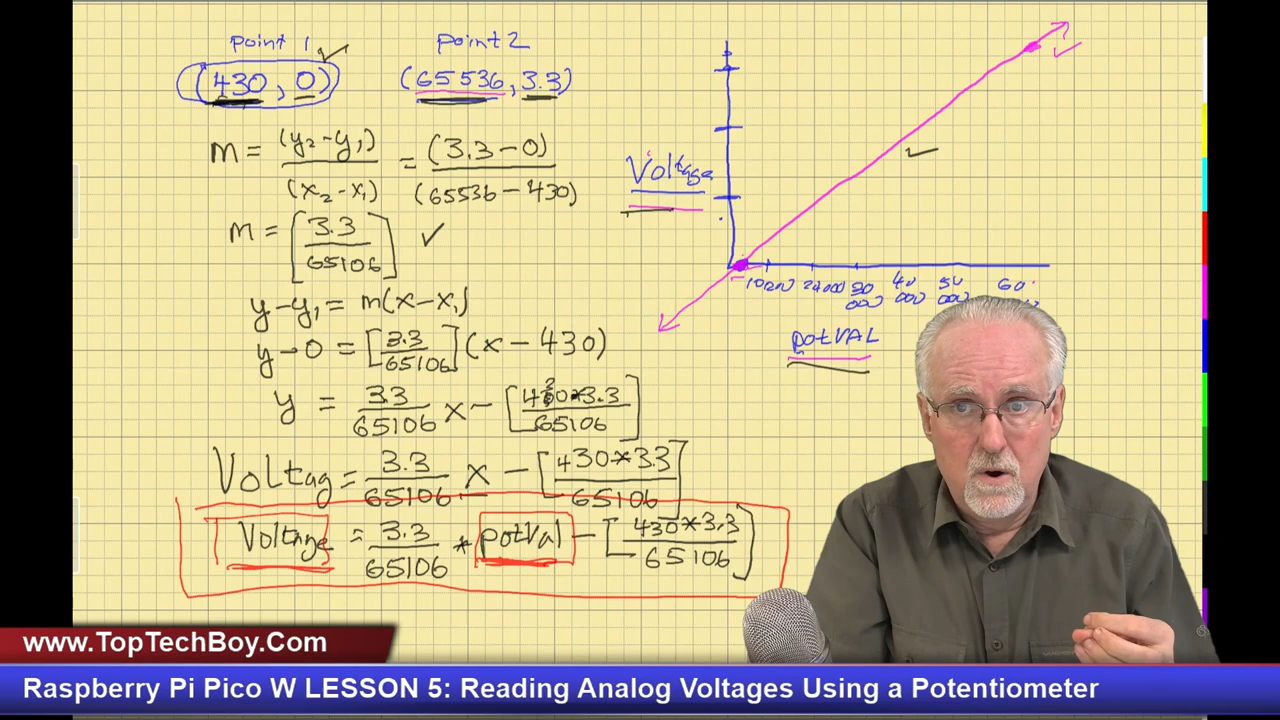 point 1 point 2
(430, 0) (65536, 3.3)
m = (y₂-y₁) / (x₂-x₁) = (3.3-0) / (65536-430)
m = [3.3 / 65106]
y-y₁ = m(x-x₁)
y-0 = [3.3 / 65106] (x-430)
y = 3.3 / 65106 x - [430*3.3 / 65106]
Voltag = 3.3 / 65106 x - [430*3.3 / 65106]
Voltage = 3.3 / 65106 * potVal - [430*3.3 / 65106]
Voltage
potVAL
www.TopTechBoy.Com
Raspberry Pi Pico W LESSON 5: Reading Analog Voltages Using a Potentiometer